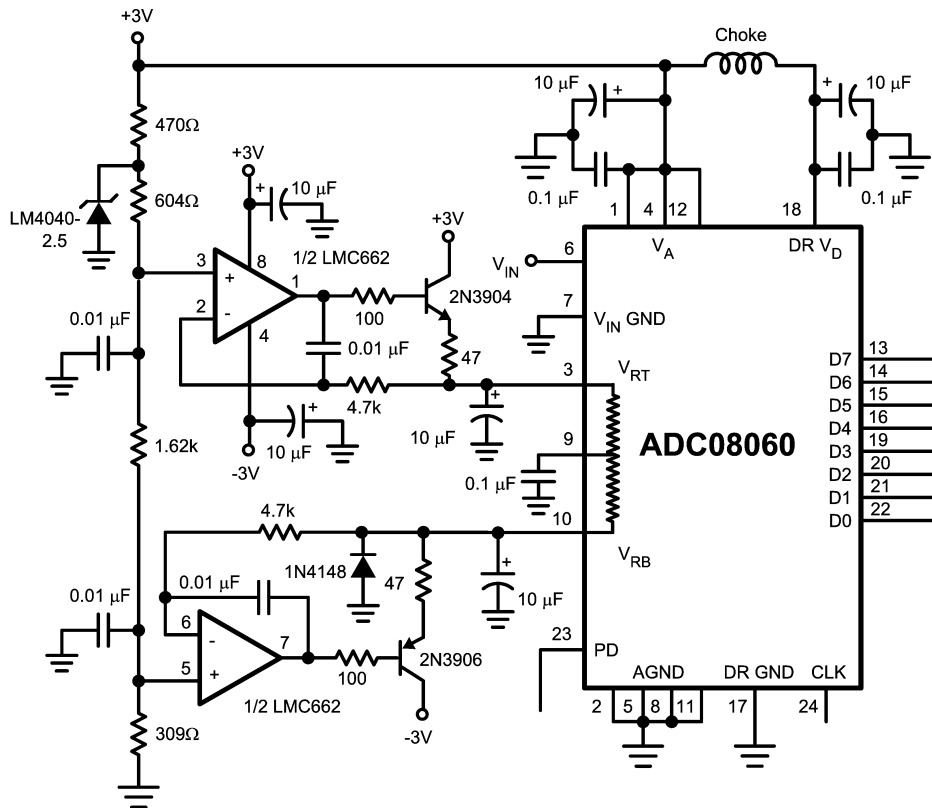 +3V
Choke
10 µF
+
+
10 µF
470Ω
0.1 µF
0.1 µF
+3V
LM4040-
2.5
604Ω
+
10 µF
1
4
12
18
+3V
V_A
DR V_D
3
+
8
1/2 LMC662
1
V_IN
6
2
-
4
100
2N3904
7
V_IN GND
0.01 µF
0.01 µF
47
3
V_RT
D7
13
D6
14
4.7k
+
D5
15
10 µF
+
-3V
10 µF
9
ADC08060
D4
16
D3
19
1.62k
0.1 µF
D2
20
D1
21
4.7k
10
D0
22
V_RB
1N4148
47
+
10 µF
0.01 µF
0.01 µF
6
-
7
23
PD
5
+
100
2N3906
1/2 LMC662
AGND
DR GND
CLK
2
5
8
11
17
24
-3V
309Ω